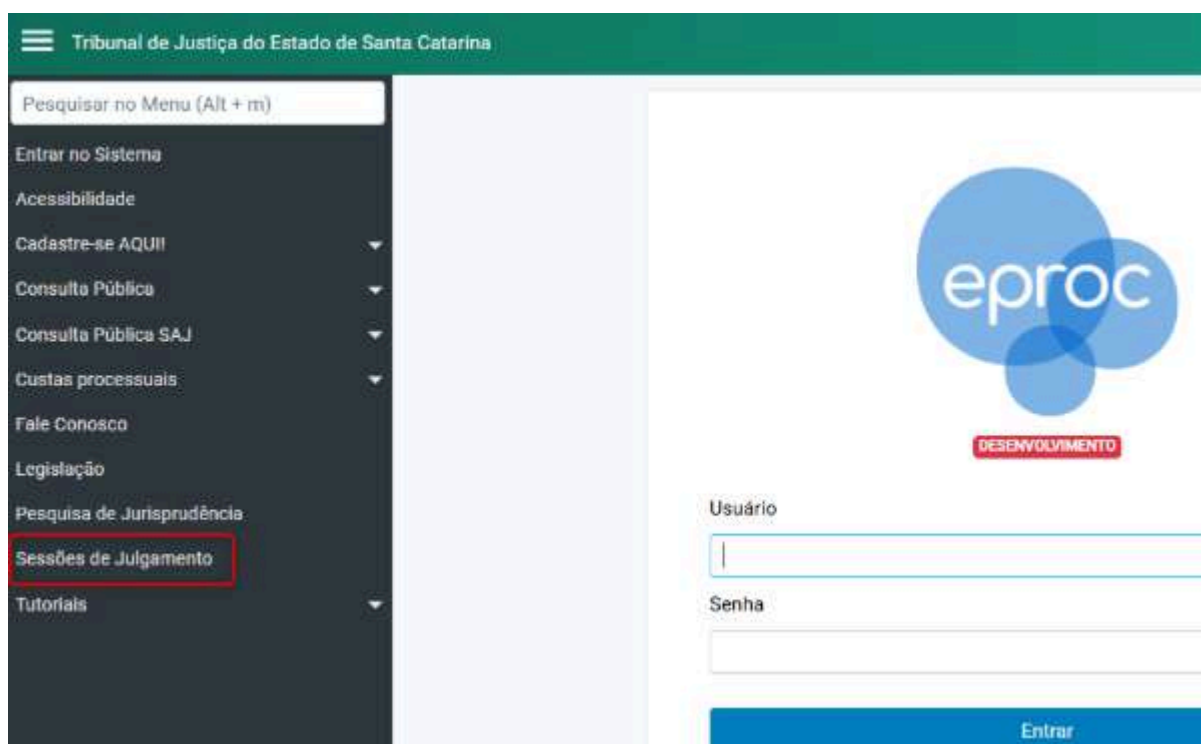 Tribunal de Justiça do Estado de Santa Catarina
Pesquisar no Menu (Alt + m)
Entrar no Sistema
Acessibilidade
Cadastre-se AQUI!
Consulta Pública
Consulta Pública SAJ
Custas processuais
Fale Conosco
Legislação
Pesquisa de Jurisprudência
Sessões de Julgamento
Tutoriais
eproc
DESENVOLVIMENTO
Usuário
Senha
Entrar